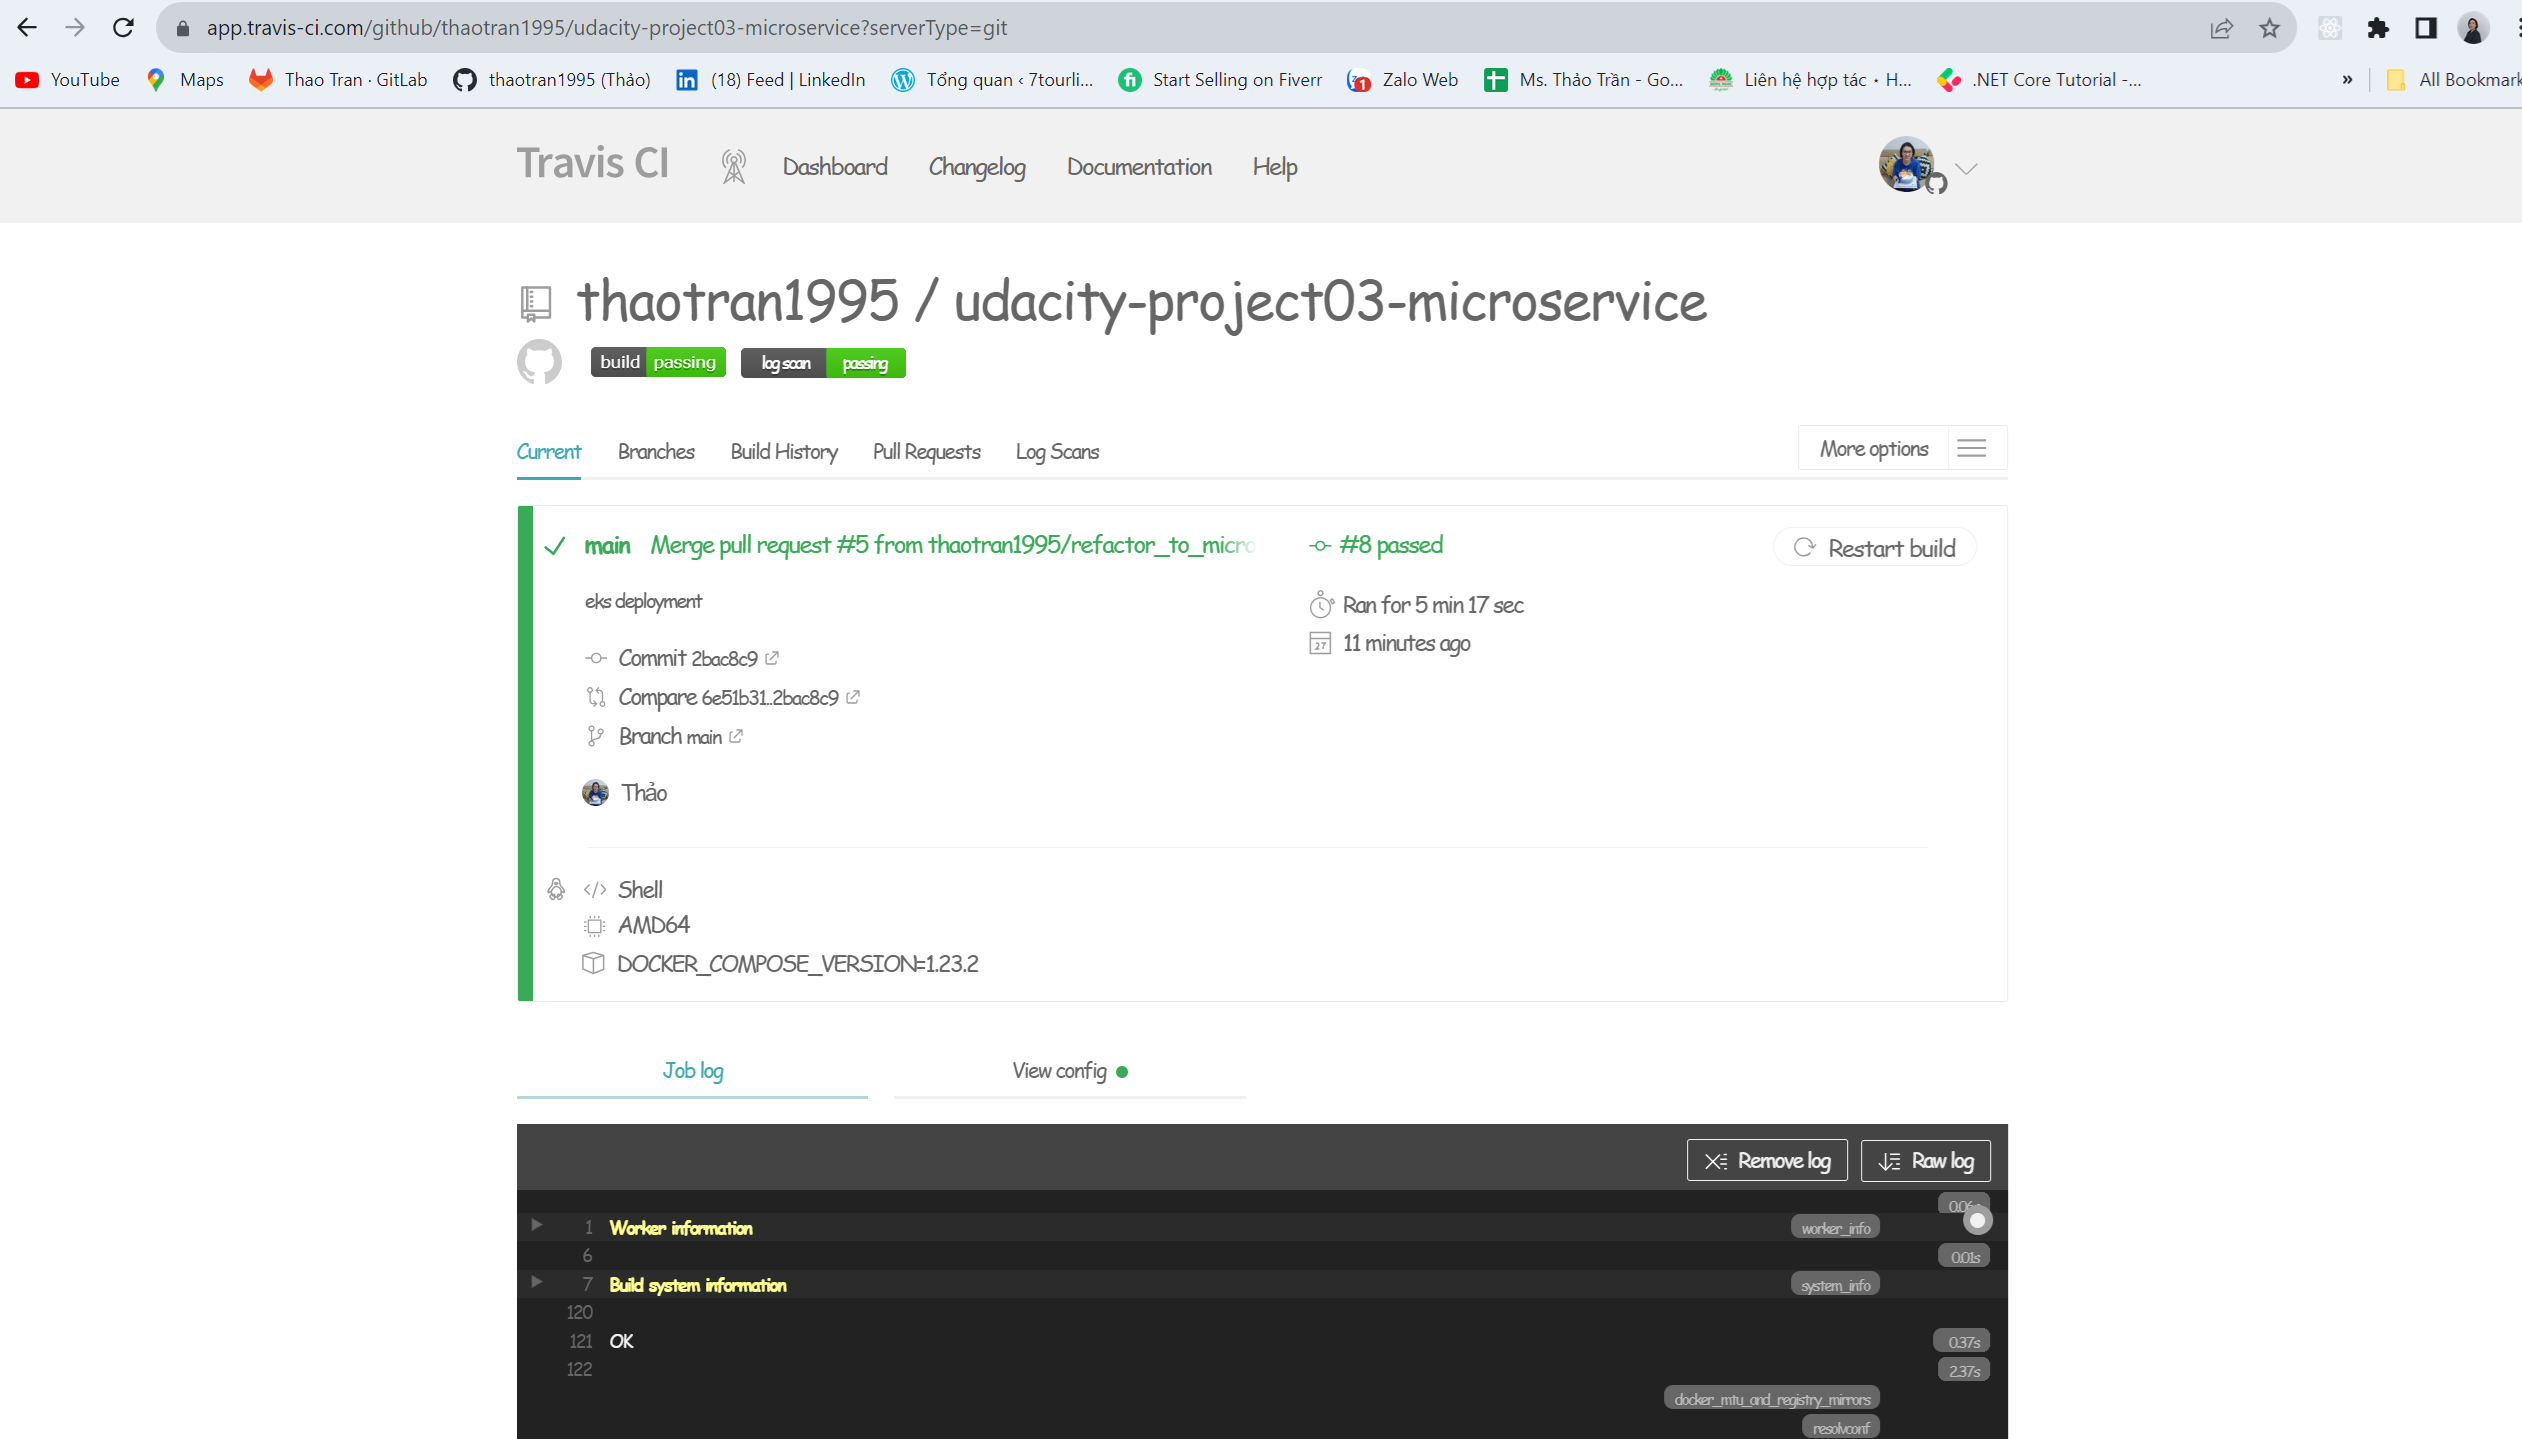 app.travis-ci.com/github/thaotran1995/udacity-project03-microservice?serverType=git
YouTube Maps Thao Tran · GitLab thaotran1995 (Thảo) (18) Feed | LinkedIn Tổng quan ‹ 7tourli... Start Selling on Fiverr Zalo Web Ms. Thảo Trần - Go... Liên hệ hợp tác • H... .NET Core Tutorial -... » All Bookmark
Travis CI Dashboard Changelog Documentation Help
thaotran1995 / udacity-project03-microservice
build passing log scan passing
Current Branches Build History Pull Requests Log Scans More options
main Merge pull request #5 from thaotran1995/refactor_to_micro #8 passed Restart build
eks deployment
Ran for 5 min 17 sec
11 minutes ago
Commit 2bac8c9
Compare 6e51b31..2bac8c9
Branch main
Thảo
Shell
AMD64
DOCKER_COMPOSE_VERSION=1.23.2
Job log View config
Remove log Raw log
1 Worker information worker_info
6 0.01s
7 Build system information system_info
120
121 OK 0.37s
122 2.37s
docker_mtu_and_registry_mirrors
resolvconf